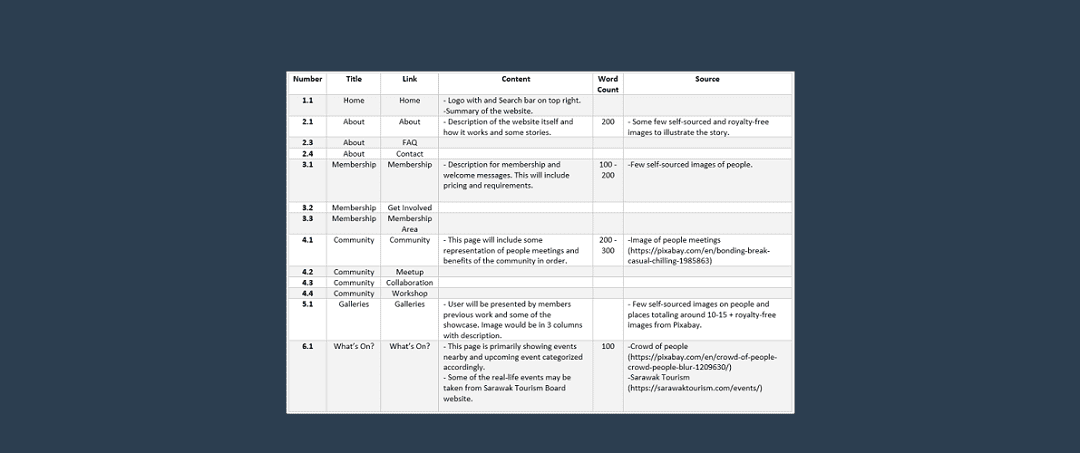 Number Title Link Content Word Count Source
1.1 Home Home - Logo with and Search bar on top right.
-Summary of the website.
2.1 About About - Description of the website itself and 200 - Some few self-sourced and royalty-free
how it works and some stories. images to illustrate the story.
2.3 About FAQ
2.4 About Contact
3.1 Membership Membership - Description for membership and 100 - -Few self-sourced images of people.
welcome messages. This will include 200
pricing and requirements.
3.2 Membership Get Involved
3.3 Membership Membership
Area
4.1 Community Community - This page will include some 200 - -Image of people meetings
representation of people meetings and 300 (https://pixabay.com/en/bonding-break-
benefits of the community in order. casual-chilling-1985863)
4.2 Community Meetup
4.3 Community Collaboration
4.4 Community Workshop
5.1 Galleries Galleries - User will be presented by members - Few self-sourced images on people and
previous work and some of the places totaling around 10-15 + royalty-free
showcase. Image would be in 3 columns images from Pixabay.
with description.
6.1 What's On? What's On? - This page is primarily showing events 100 -Crowd of people
nearby and upcoming event categorized (https://pixabay.com/en/crowd-of-people-
accordingly. crowd-people-blur-1209630/)
- Some of the real-life events may be -Sarawak Tourism
taken from Sarawak Tourism Board (https://sarawaktourism.com/events/)
website.